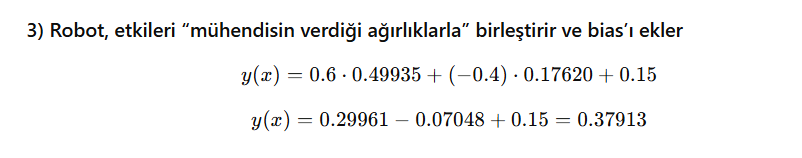 3) Robot, etkileri “mühendisin verdiği ağırlıklarla” birleştirir ve bias’ı ekler
y(x) = 0.6 · 0.49935 + (−0.4) · 0.17620 + 0.15
y(x) = 0.29961 − 0.07048 + 0.15 = 0.37913